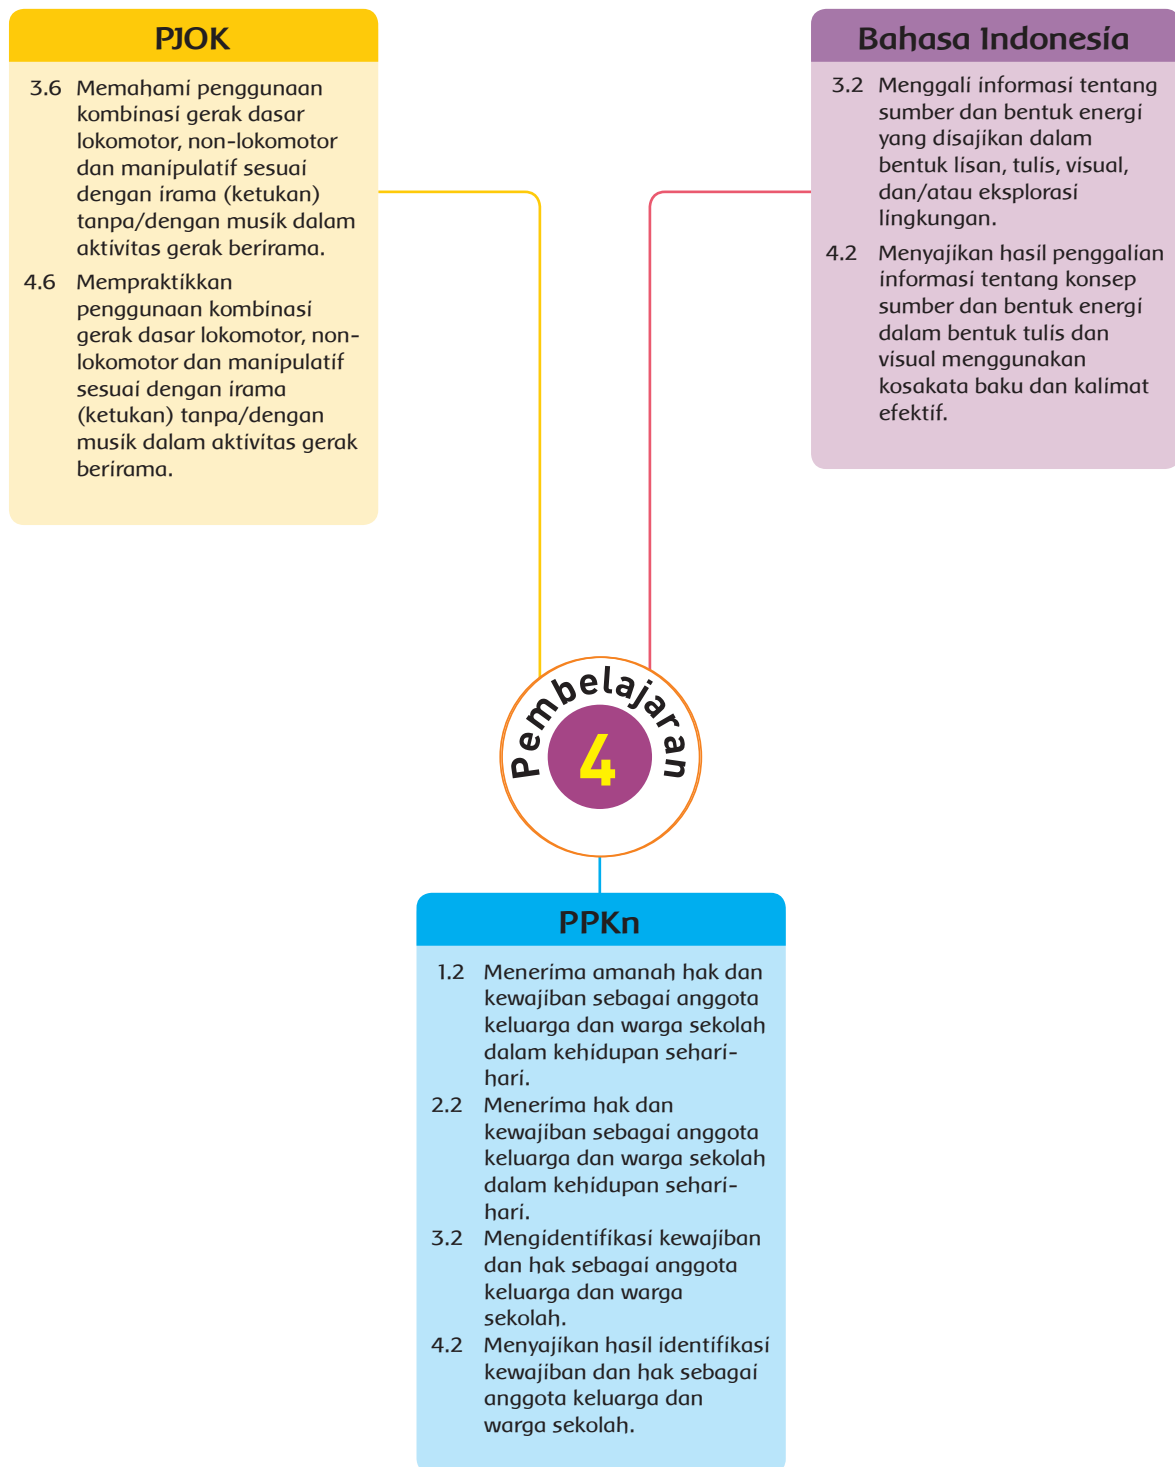 PJOK
3.6 Memahami penggunaan
kombinasi gerak dasar
lokomotor, non-lokomotor
dan manipulatif sesuai
dengan irama (ketukan)
tanpa/dengan musik dalam
aktivitas gerak berirama.
4.6 Mempraktikkan
penggunaan kombinasi
gerak dasar lokomotor, non-
lokomotor dan manipulatif
sesuai dengan irama
(ketukan) tanpa/dengan
musik dalam aktivitas gerak
berirama.
Bahasa Indonesia
3.2 Menggali informasi tentang
sumber dan bentuk energi
yang disajikan dalam
bentuk lisan, tulis, visual,
dan/atau eksplorasi
lingkungan.
4.2 Menyajikan hasil penggalian
informasi tentang konsep
sumber dan bentuk energi
dalam bentuk tulis dan
visual menggunakan
kosakata baku dan kalimat
efektif.
Pembelajaran
4
PPKn
1.2 Menerima amanah hak dan
kewajiban sebagai anggota
keluarga dan warga sekolah
dalam kehidupan sehari-
hari.
2.2 Menerima hak dan
kewajiban sebagai anggota
keluarga dan warga sekolah
dalam kehidupan sehari-
hari.
3.2 Mengidentifikasi kewajiban
dan hak sebagai anggota
keluarga dan warga
sekolah.
4.2 Menyajikan hasil identifikasi
kewajiban dan hak sebagai
anggota keluarga dan
warga sekolah.